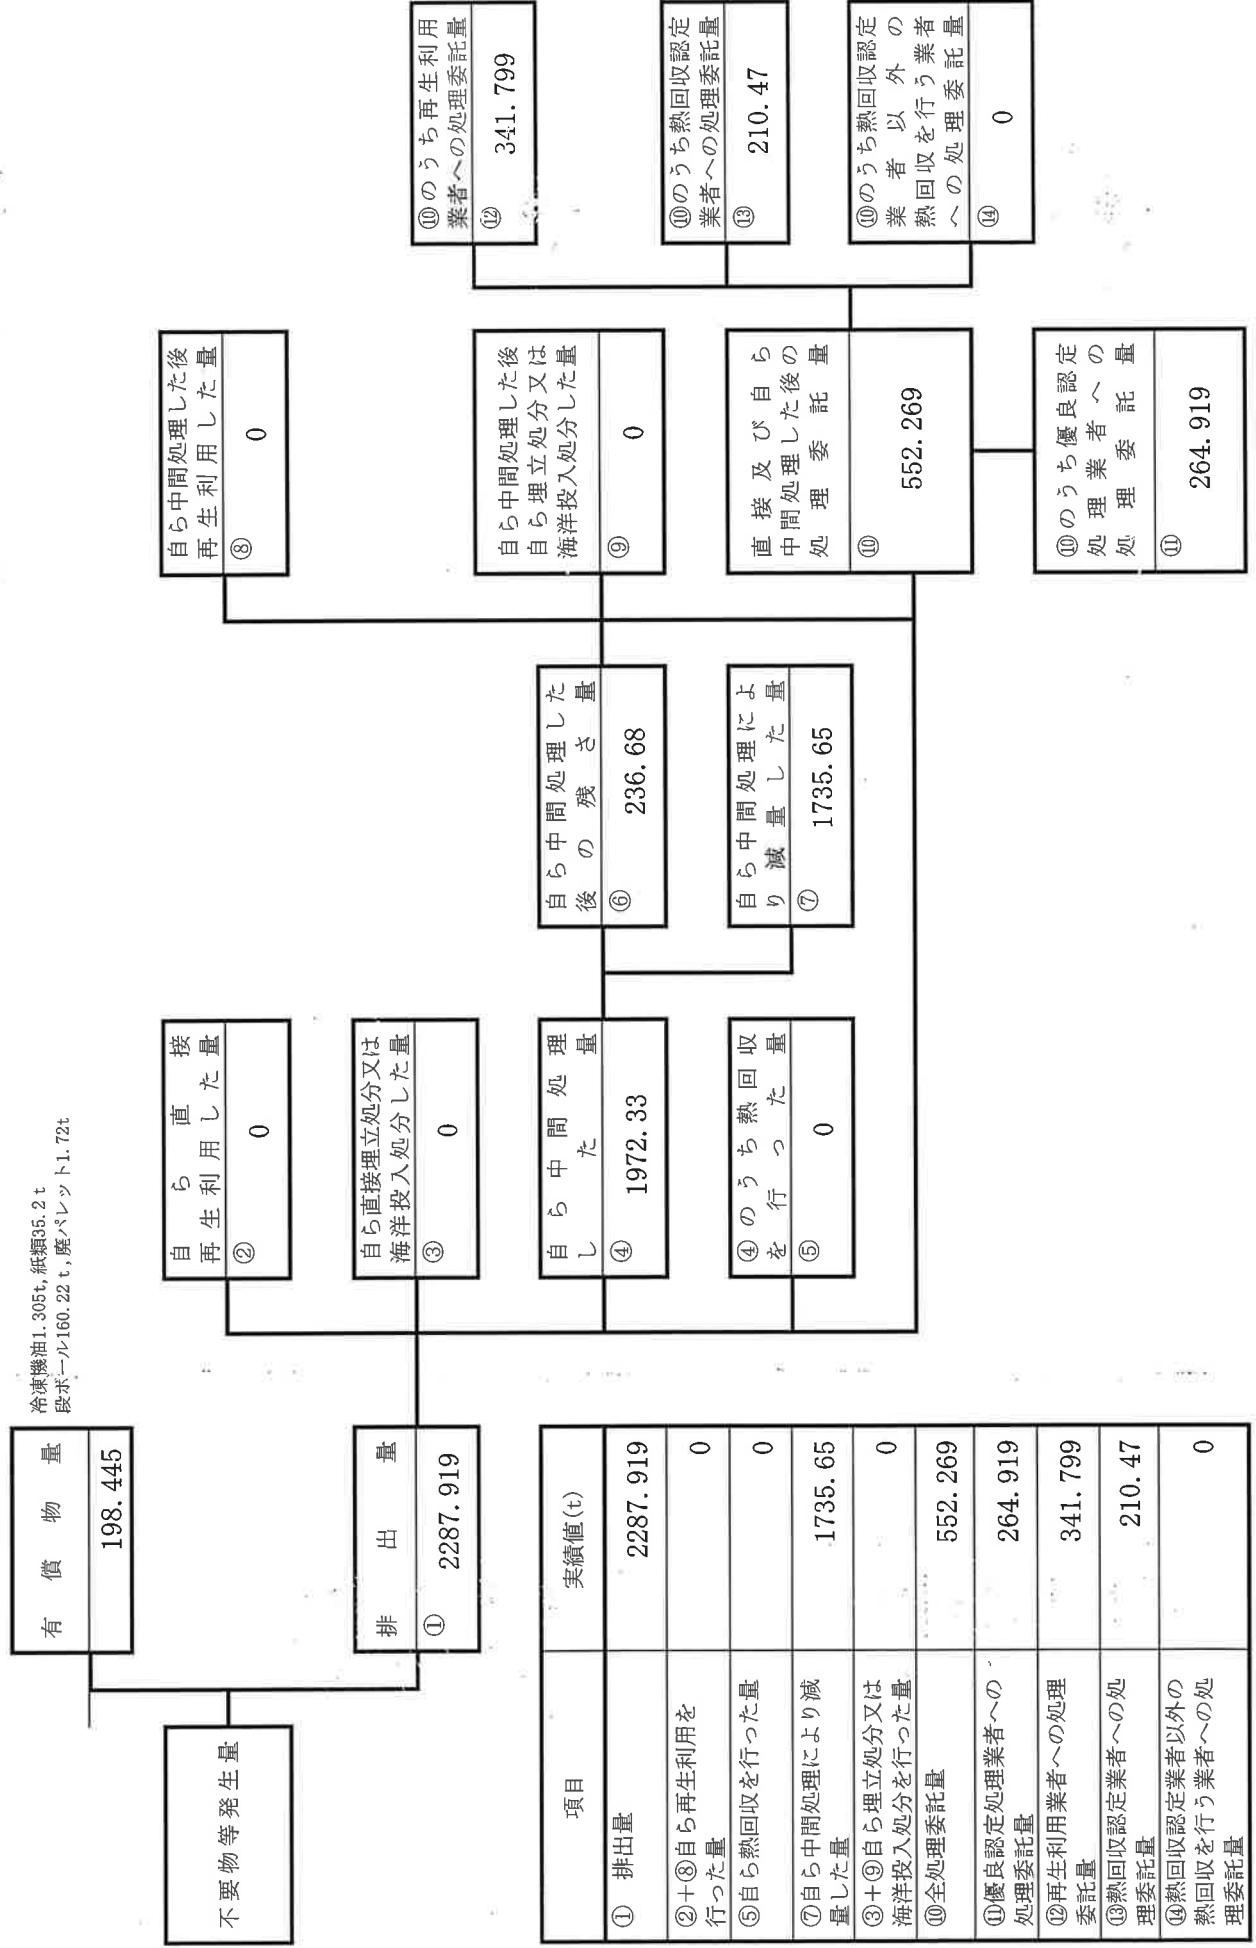 有償物量
198.445
冷凍機油1.305t,紙類35.2t
段ボール160.22t,廃パレット1.72t
不要物等発生量
排出量
①
2287.919
自ら直接
再生利用した量
②
0
自ら直接埋立処分又は
海洋投入処分した量
③
0
自ら中間処理
した量
④
1972.33
④のうち熱回収
を行った量
⑤
0
自ら中間処理した
後の残さ量
⑥
236.68
自ら中間処理によ
り減量した量
⑦
1735.65
自ら中間処理した後
再生利用した量
⑧
0
自ら中間処理した後
自ら埋立処分又は
海洋投入処分した量
⑨
0
直接及び自ら
中間処理した後の
処理委託量
⑩
552.269
⑩のうち優良認定
処理業者への
処理委託量
⑪
264.919
⑩のうち再生利用
業者への処理委託量
⑫
341.799
⑩のうち熱回収認定
業者への処理委託量
⑬
210.47
⑩のうち熱回収認定
業者以外の
熱回収を行う業者
への処理委託量
⑭
0
項目 実績値(t)
① 排出量 2287.919
②+⑧自ら再生利用を
行った量 0
⑤自ら熱回収を行った量 0
⑦自ら中間処理により減
量した量 1735.65
③+⑨自ら埋立処分又は
海洋投入処分を行った量 0
⑩全処理委託量 552.269
⑪優良認定処理業者への
処理委託量 264.919
⑫再生利用業者への処理
委託量 341.799
⑬熱回収認定業者への処
理委託量 210.47
⑭熱回収認定業者以外の
熱回収を行う業者への処
理委託量 0